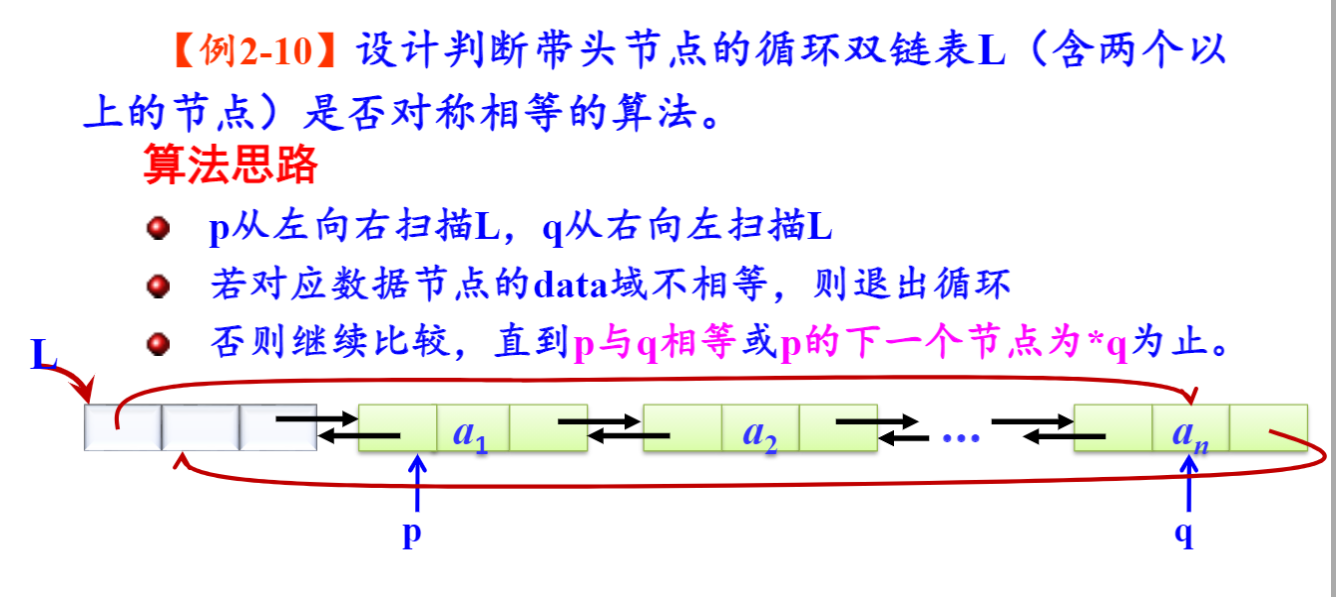 【例2-10】设计判断带头节点的循环双链表L（含两个以
上的节点）是否对称相等的算法。
算法思路
p从左向右扫描L，q从右向左扫描L
若对应数据节点的data域不相等，则退出循环
否则继续比较，直到p与q相等或p的下一个节点为*q为止。
L
a1 a2 … an
p q